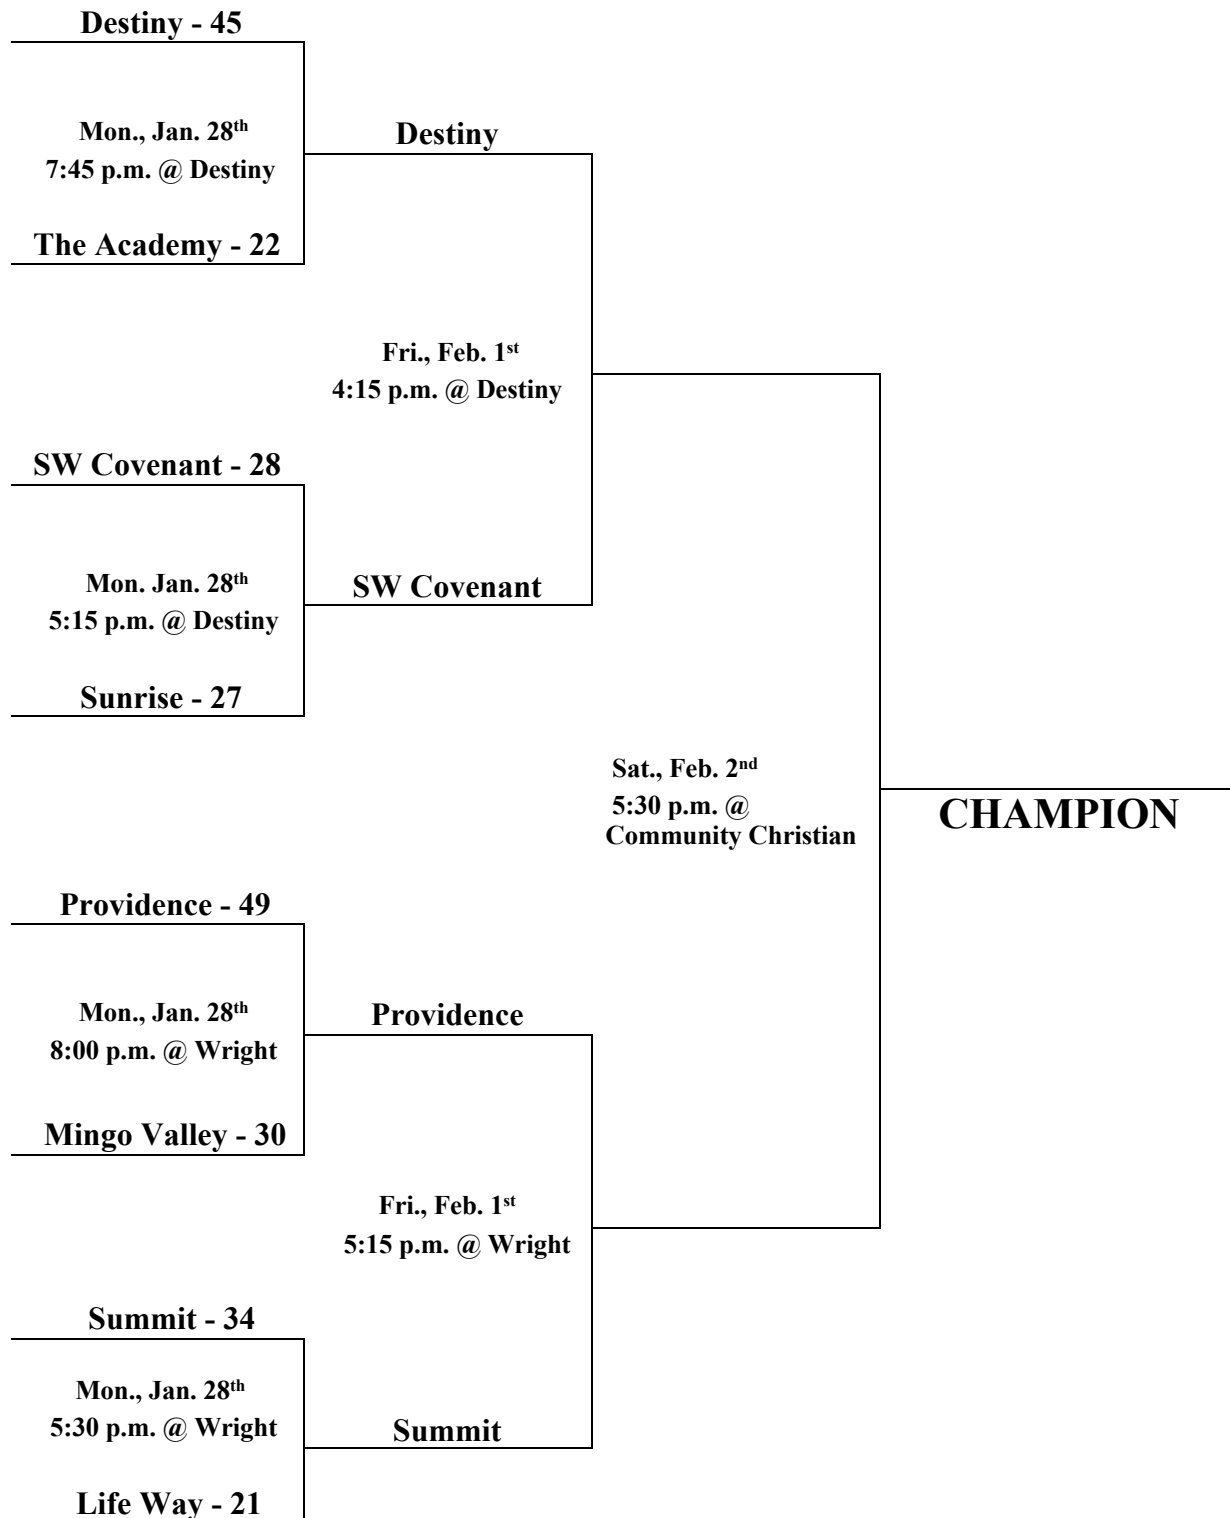 Destiny - 45
Mon., Jan. 28th
7:45 p.m. @ Destiny
The Academy - 22
Destiny
Fri., Feb. 1st
4:15 p.m. @ Destiny
SW Covenant - 28
Mon. Jan. 28th
5:15 p.m. @ Destiny
Sunrise - 27
SW Covenant
Sat., Feb. 2nd
5:30 p.m. @
Community Christian
CHAMPION
Providence - 49
Mon., Jan. 28th
8:00 p.m. @ Wright
Mingo Valley - 30
Providence
Fri., Feb. 1st
5:15 p.m. @ Wright
Summit - 34
Mon., Jan. 28th
5:30 p.m. @ Wright
Life Way - 21
Summit